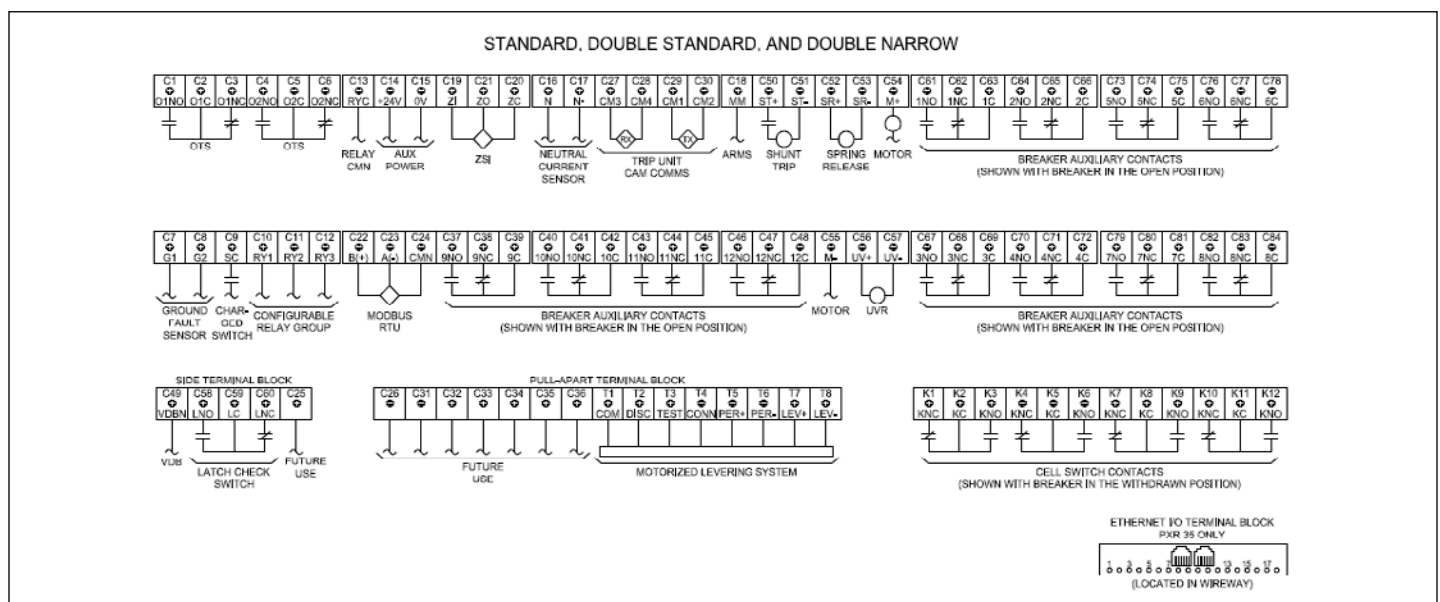 STANDARD, DOUBLE STANDARD, AND DOUBLE NARROW
C1 C2 C3 C4 C5 C6 C13 C14 C15 C19 C21 C20 C16 C17 C27 C28 C29 C30 C18 C50 C51 C52 C53 C54 C61 C62 C63 C64 C65 C66 C73 C74 C75 C76 C77 C78
O1NO O1C O1NC O2NO O2C O2NC RYC +24V 0V ZI ZO ZC N N- CM3 CM4 CM1 CM2 MM ST+ ST- SR+ SR- M+ 1NO 1NC 1C 2NO 2NC 2C 5NO 5NC 5C 6NO 6NC 6C
RX TX
OTS OTS RELAY CMN AUX POWER ZSI NEUTRAL CURRENT SENSOR TRIP UNIT CAM COMMS ARMS SHUNT TRIP SPRING RELEASE MOTOR BREAKER AUXILIARY CONTACTS
(SHOWN WITH BREAKER IN THE OPEN POSITION)
C7 C8 C9 C10 C11 C12 C22 C23 C24 C37 C38 C39 C40 C41 C42 C43 C44 C45 C46 C47 C48 C55 C56 C57 C67 C68 C69 C70 C71 C72 C79 C80 C81 C82 C83 C84
G1 G2 SC RY1 RY2 RY3 B(+) A(-) CMN 9NO 9NC 9C 10NO 10NC 10C 11NO 11NC 11C 12NO 12NC 12C M- UV+ UV- 3NO 3NC 3C 4NO 4NC 4C 7NO 7NC 7C 8NO 8NC 8C
GROUND FAULT SENSOR CHAR-GED SWITCH CONFIGURABLE RELAY GROUP MODBUS RTU BREAKER AUXILIARY CONTACTS MOTOR UVR BREAKER AUXILIARY CONTACTS
(SHOWN WITH BREAKER IN THE OPEN POSITION) (SHOWN WITH BREAKER IN THE OPEN POSITION)
SIDE TERMINAL BLOCK
C49 C58 C59 C60 C25
VDBN LNO LC LNC
VDB LATCH CHECK SWITCH FUTURE USE
PULL-APART TERMINAL BLOCK
C26 C31 C32 C33 C34 C35 C36 T1 T2 T3 T4 T5 T6 T7 T8
COM DISC TEST CONN PER+ PER- LEV+ LEV-
FUTURE USE MOTORIZED LEVERING SYSTEM
K1 K2 K3 K4 K5 K6 K7 K8 K9 K10 K11 K12
KNC KC KNO KNC KC KNO KNC KC KNO KNC KC KNO
CELL SWITCH CONTACTS
(SHOWN WITH BREAKER IN THE WITHDRAWN POSITION)
ETHERNET I/O TERMINAL BLOCK
PXR 35 ONLY
1 3 5 7 13 15 17
(LOCATED IN WIREWAY)